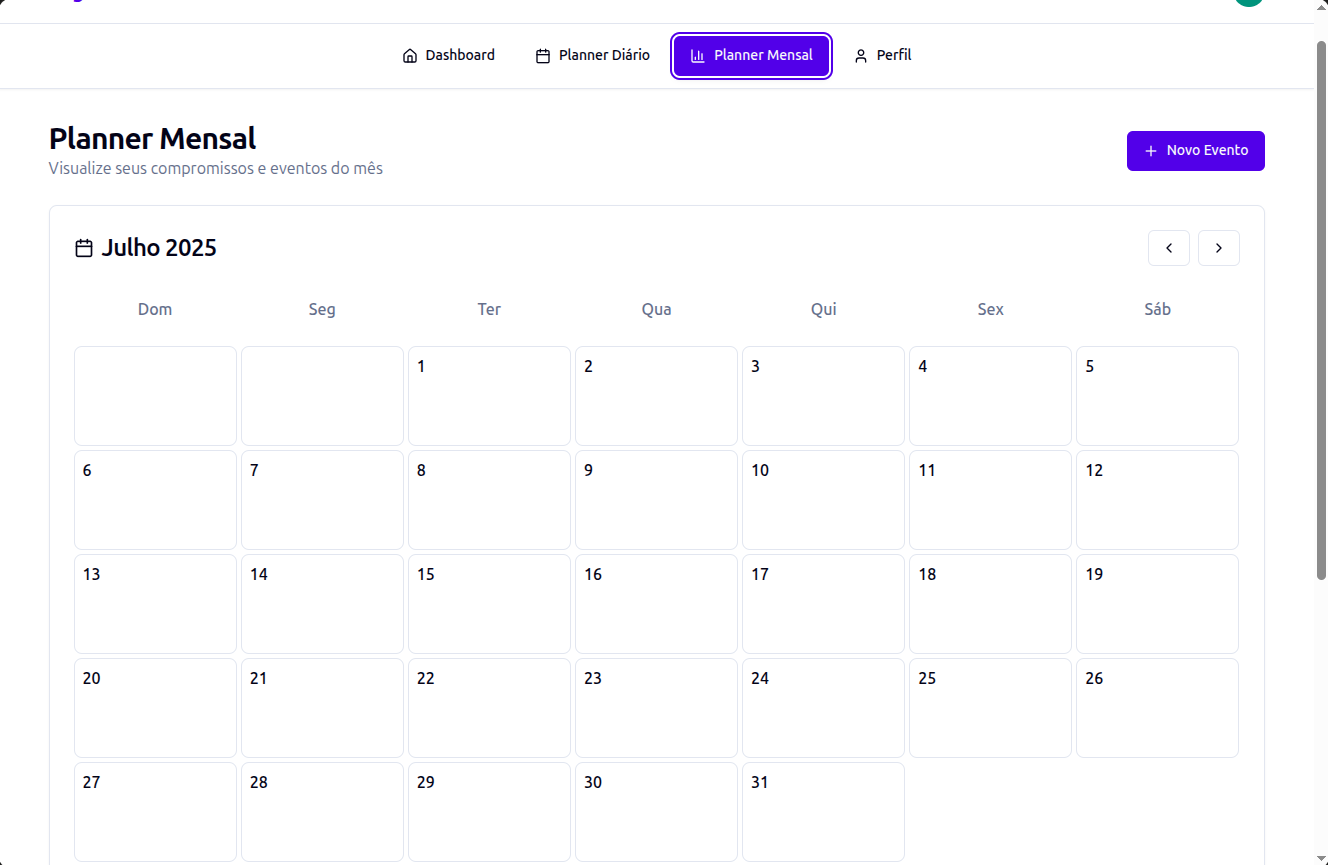 Dashboard Planner Diário Planner Mensal Perfil
Planner Mensal
Visualize seus compromissos e eventos do mês
Novo Evento
Julho 2025
Dom Seg Ter Qua Qui Sex Sáb
1 2 3 4 5
6 7 8 9 10 11 12
13 14 15 16 17 18 19
20 21 22 23 24 25 26
27 28 29 30 31